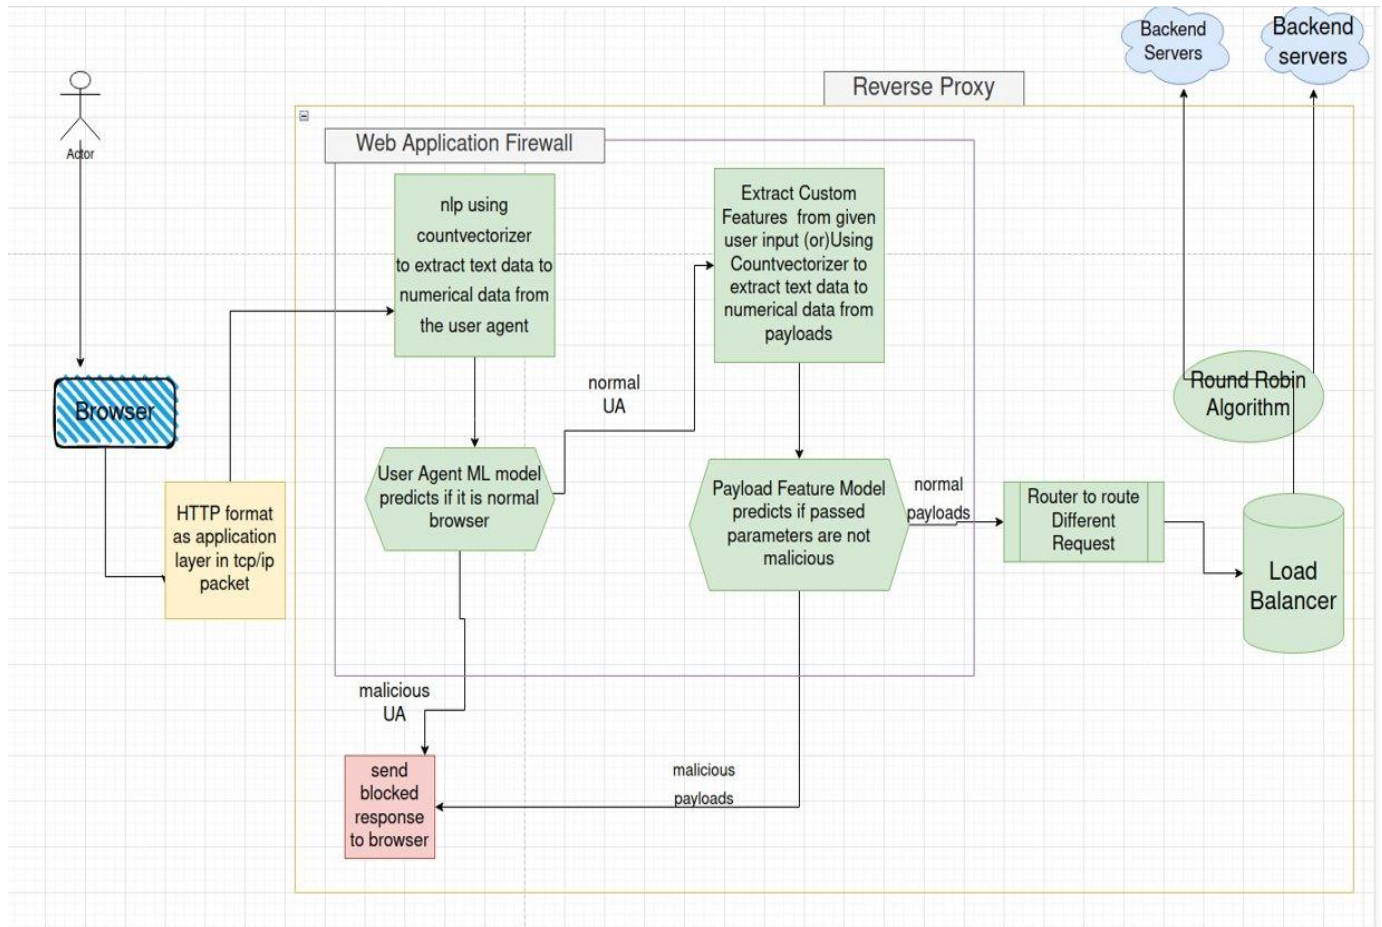 Backend
Servers
Backend
servers
Reverse Proxy
Actor
Web Application Firewall
nlp using
countvectorizer
to extract text data to
numerical data from
the user agent
Extract Custom
Features from given
user input (or)Using
Countvectorizer to
extract text data to
numerical data from
payloads
Browser
normal
UA
Round Robin
Algorithm
HTTP format
as application
layer in tcp/ip
packet
User Agent ML model
predicts if it is normal
browser
Payload Feature Model
predicts if passed
parameters are not
malicious
normal
payloads
Router to route
Different
Request
Load
Balancer
malicious
UA
send
blocked
response
to browser
malicious
payloads